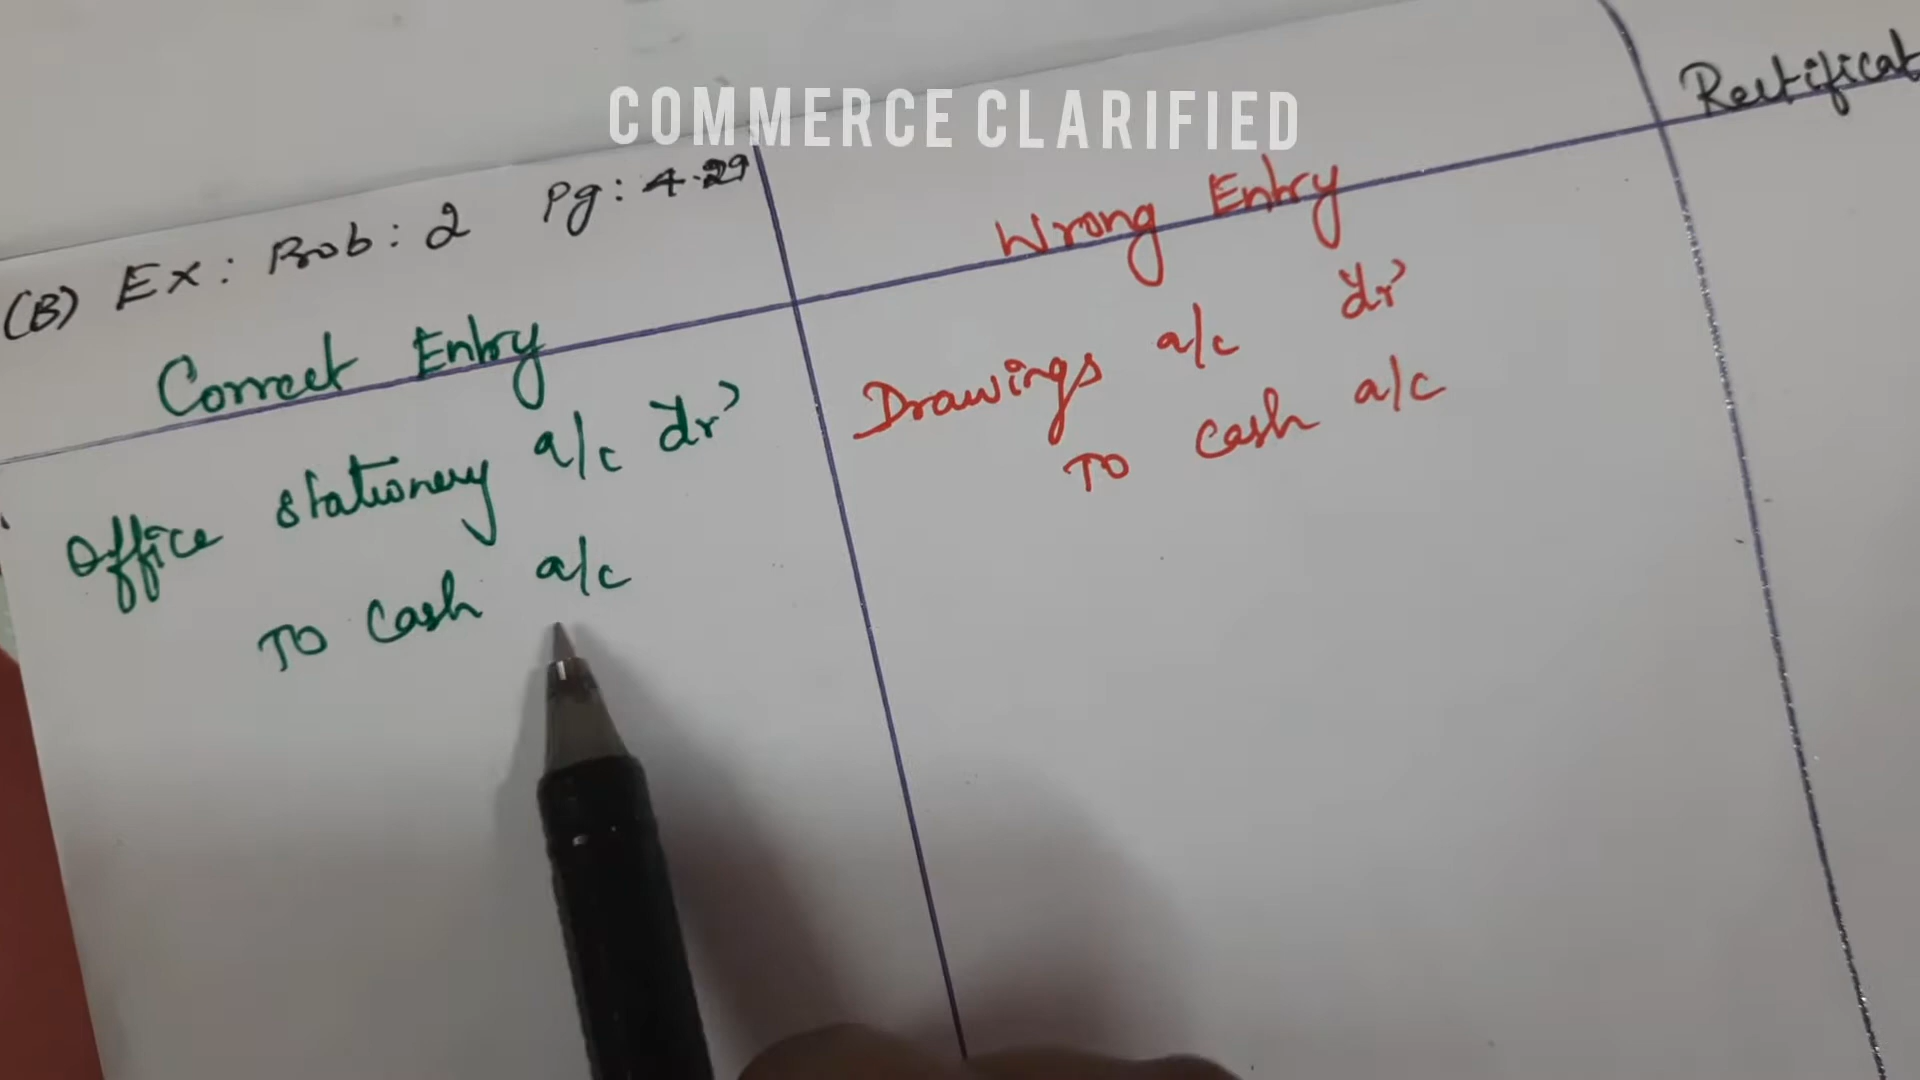 COMMERCE CLARIFIED
(B) Ex: Prob: 2 Pg: 4.29
Correct Entry
Office stationery a/c dr
To cash a/c
Wrong Entry
Drawings a/c dr
To cash a/c
Rectificat